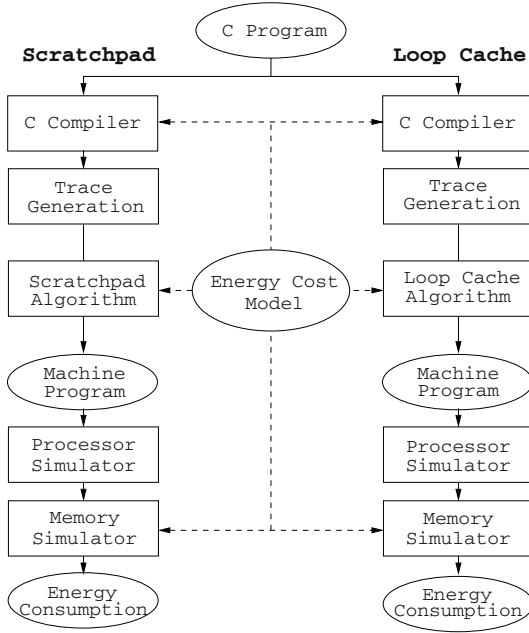 C Program
Scratchpad
Loop Cache
C Compiler
C Compiler
Trace
Generation
Trace
Generation
Scratchpad
Algorithm
Energy Cost
Model
Loop Cache
Algorithm
Machine
Program
Machine
Program
Processor
Simulator
Processor
Simulator
Memory
Simulator
Memory
Simulator
Energy
Consumption
Energy
Consumption